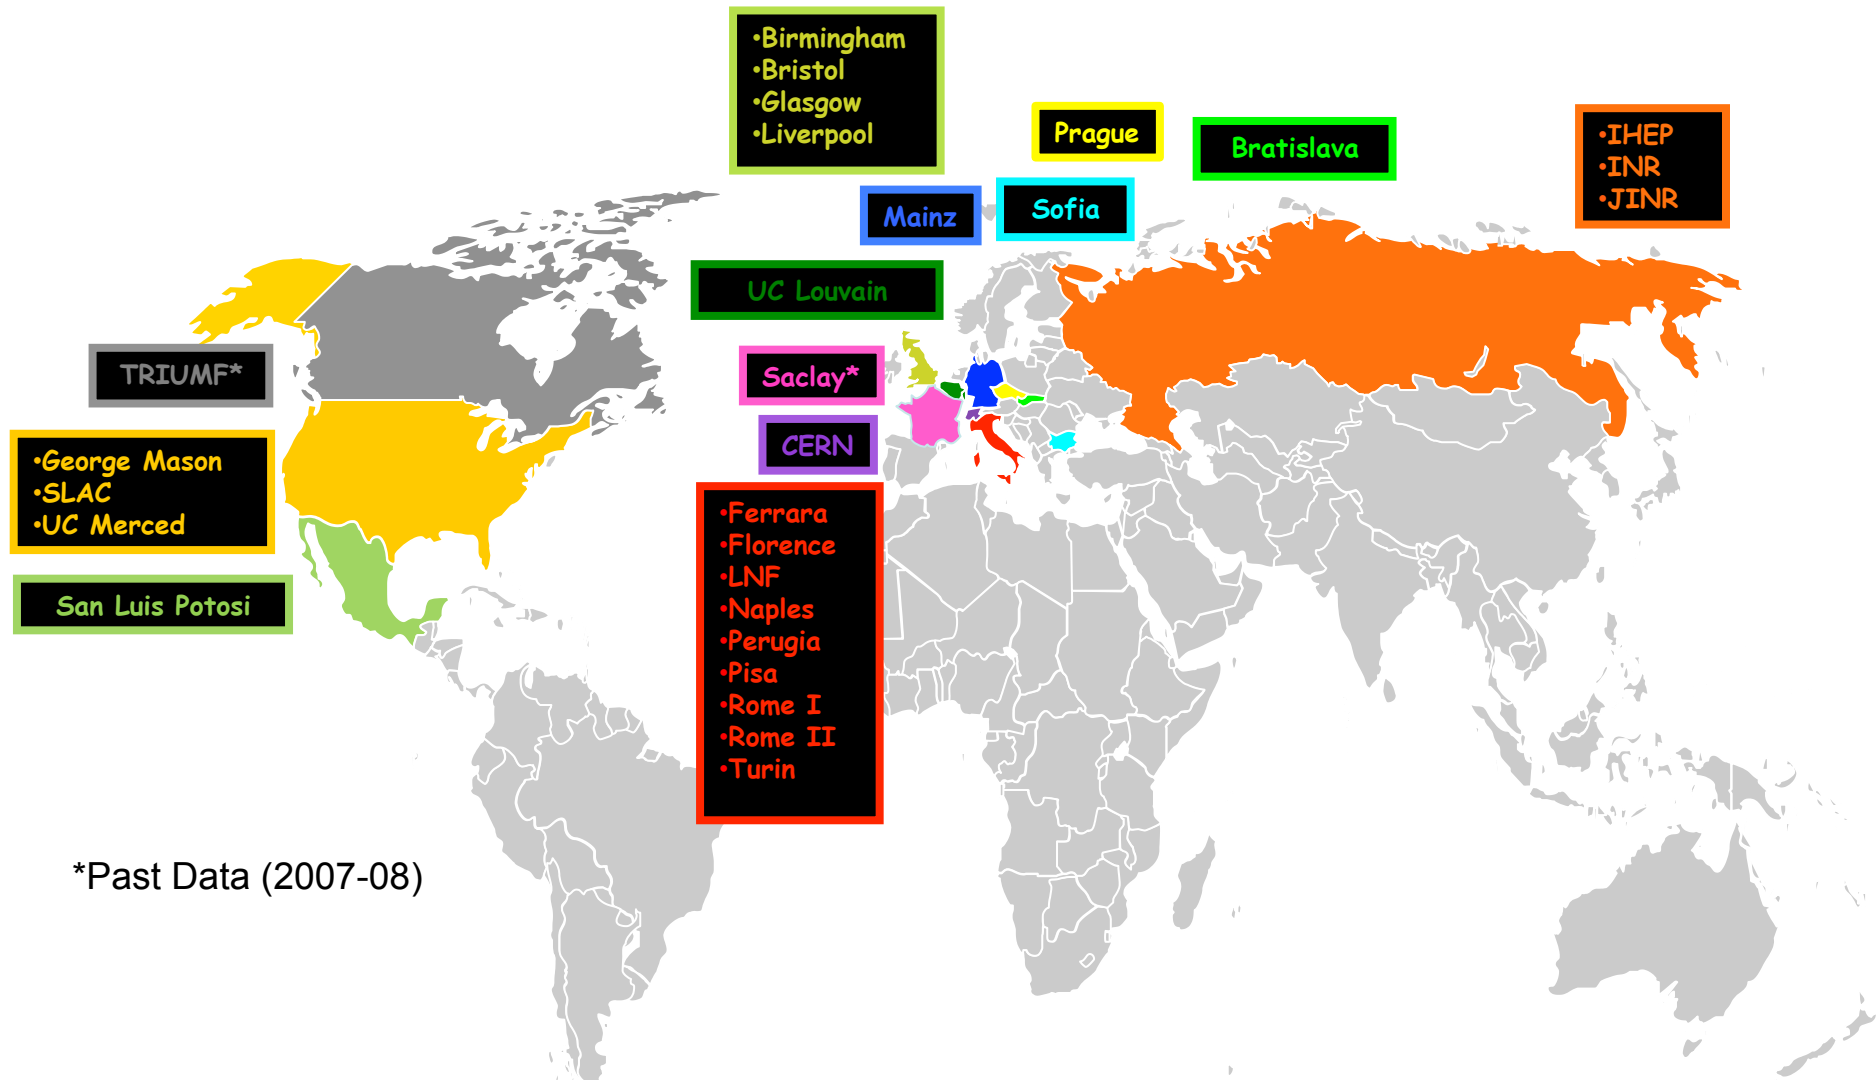 •Birmingham
•Bristol
•Glasgow
•Liverpool
Prague
Bratislava
•IHEP
•INR
•JINR
Mainz
Sofia
UC Louvain
TRIUMF*
Saclay*
CERN
•George Mason
•SLAC
•UC Merced
San Luis Potosi
•Ferrara
•Florence
•LNF
•Naples
•Perugia
•Pisa
•Rome I
•Rome II
•Turin
*Past Data (2007-08)